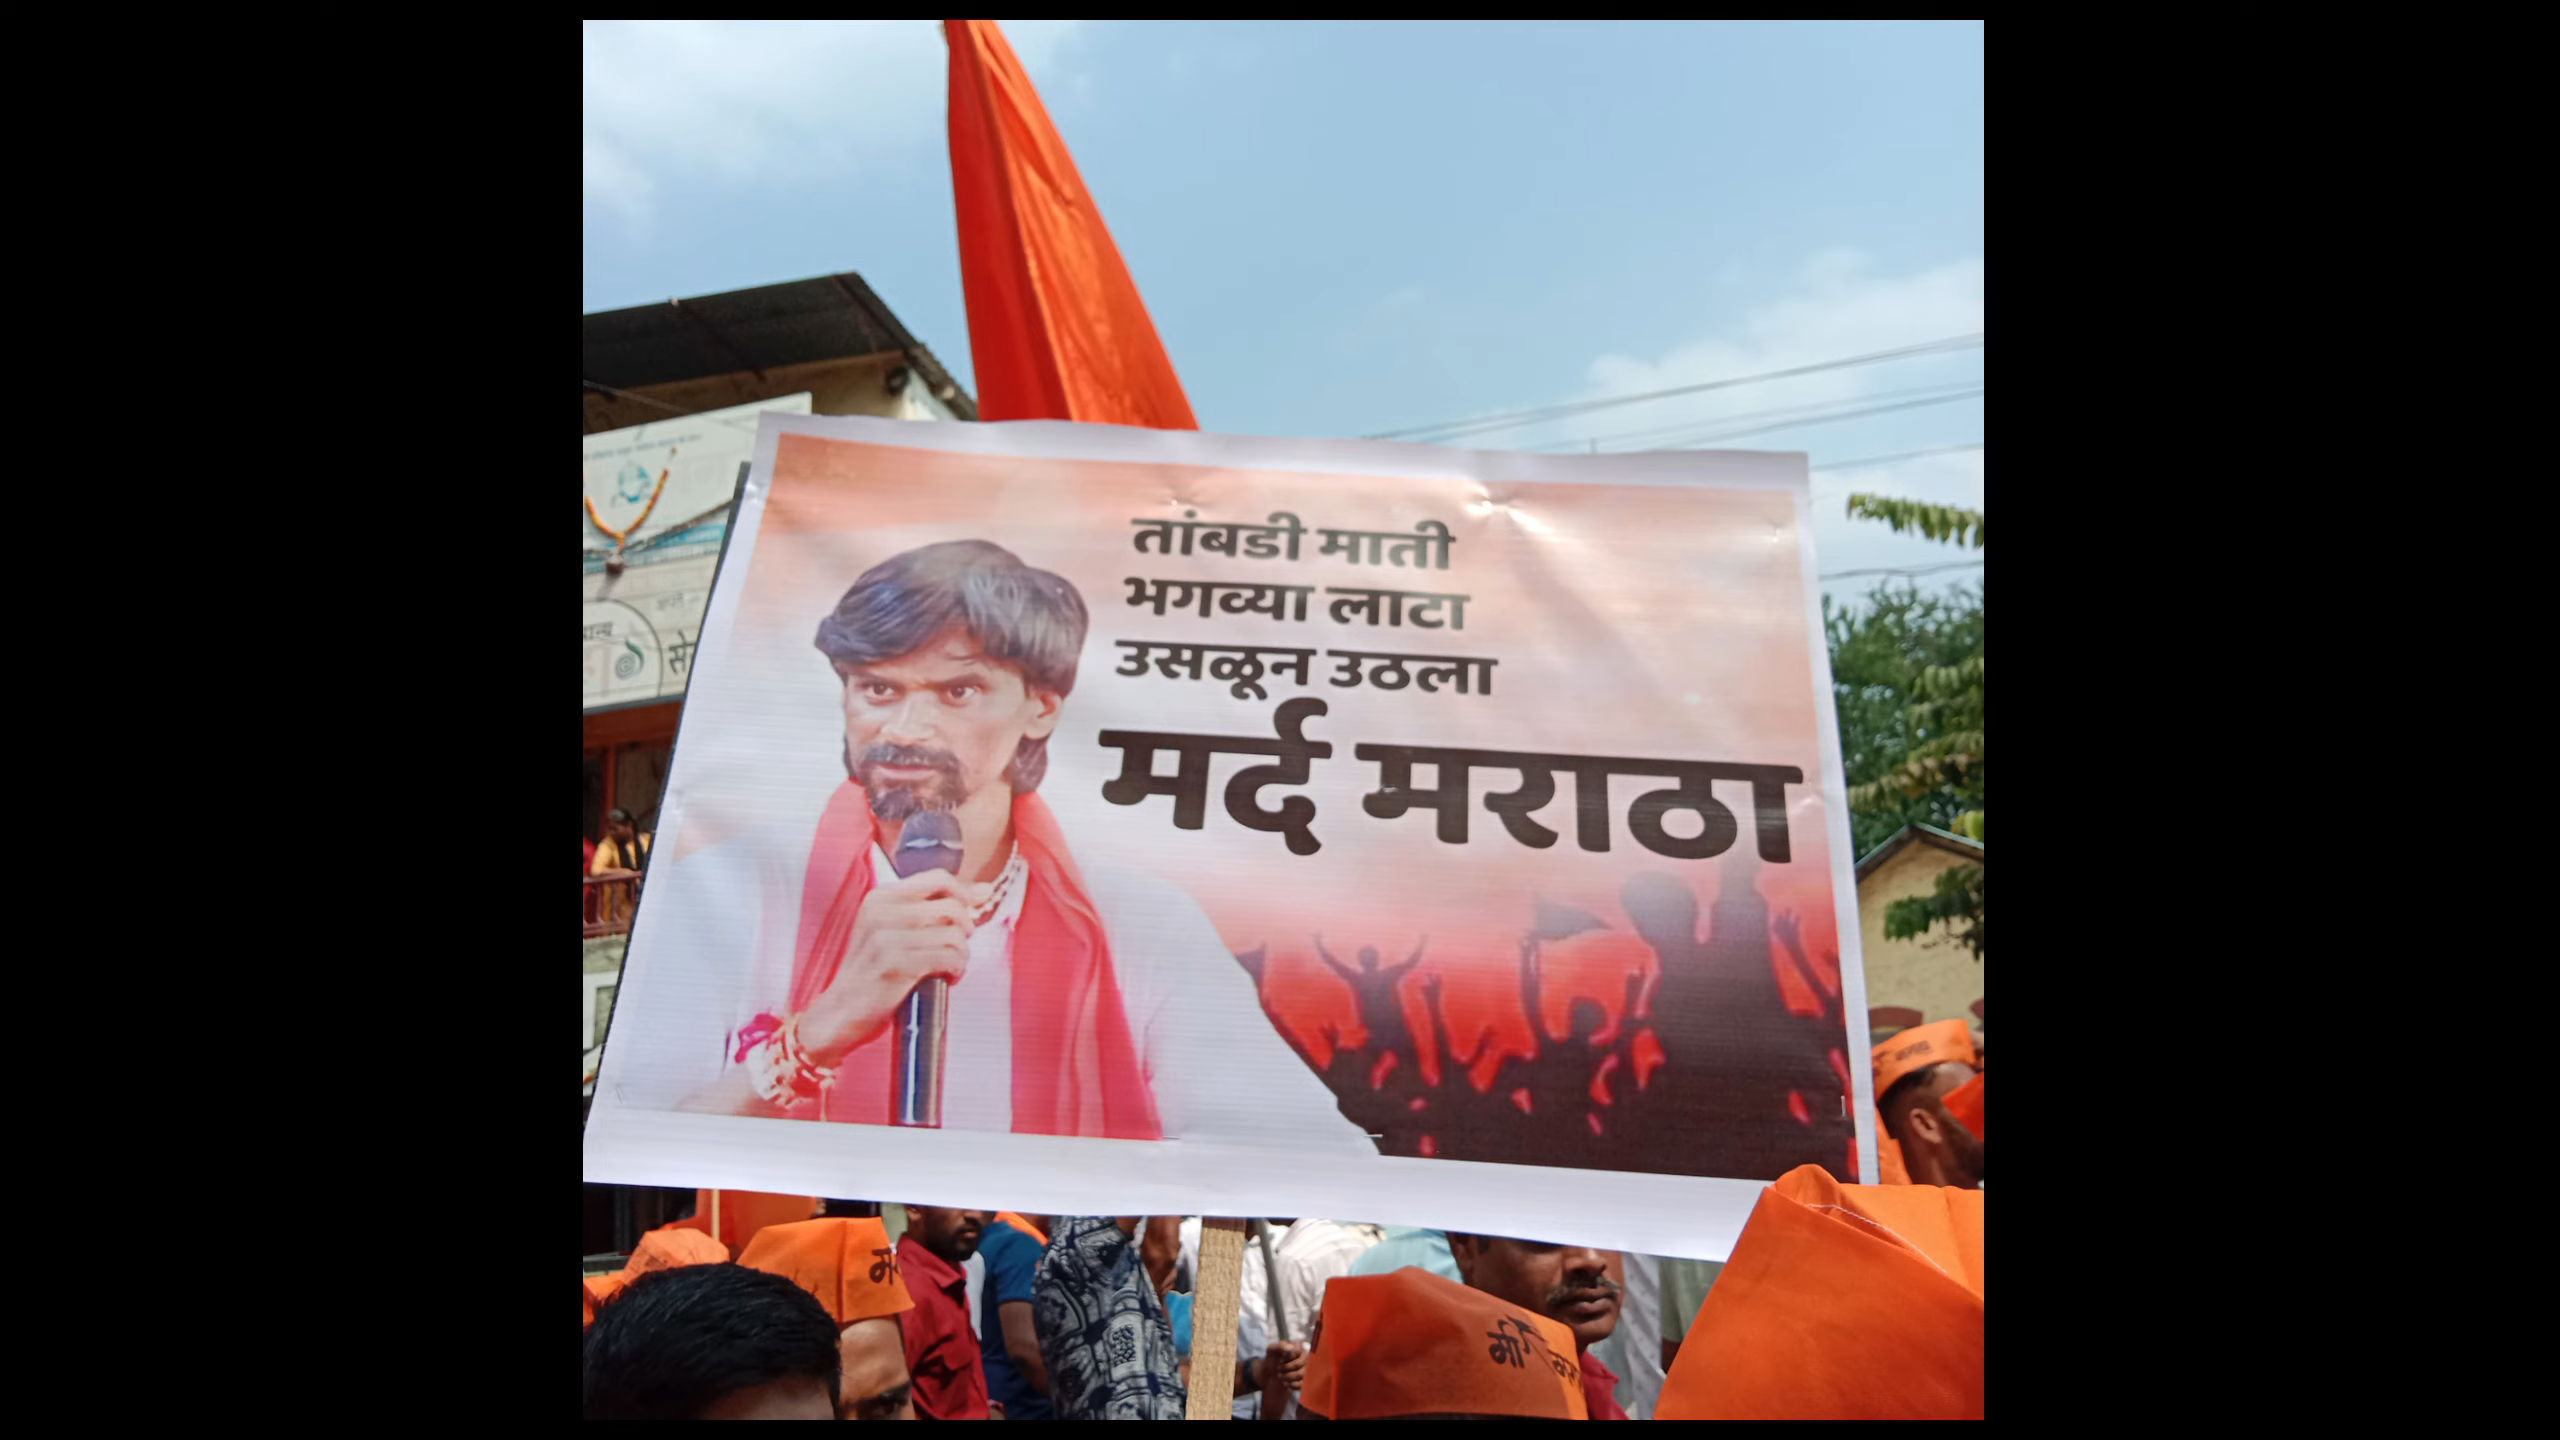 तांबडी माती
भगव्या लाटा
उसळून उठला
मर्द मराठा
से
मी